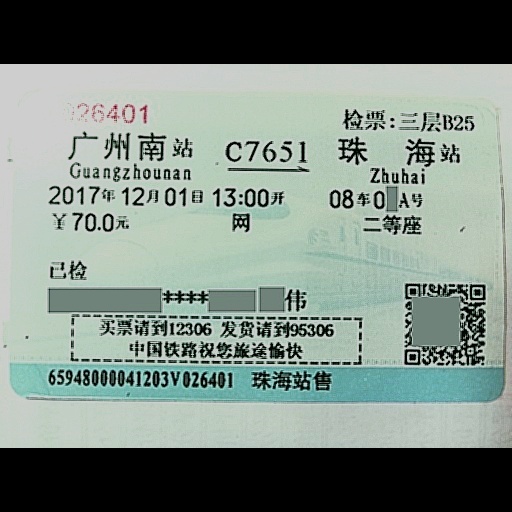 026401
检票:三层B25
广州南站 C7651 珠海站
Guangzhounan Zhuhai
2017年12月01日13:00开 08车0 A号
￥70.0元 网 二等座
已检
**** 伟
买票请到12306 发货请到95306
中国铁路祝您旅途愉快
65948000041203V026401 珠海站售